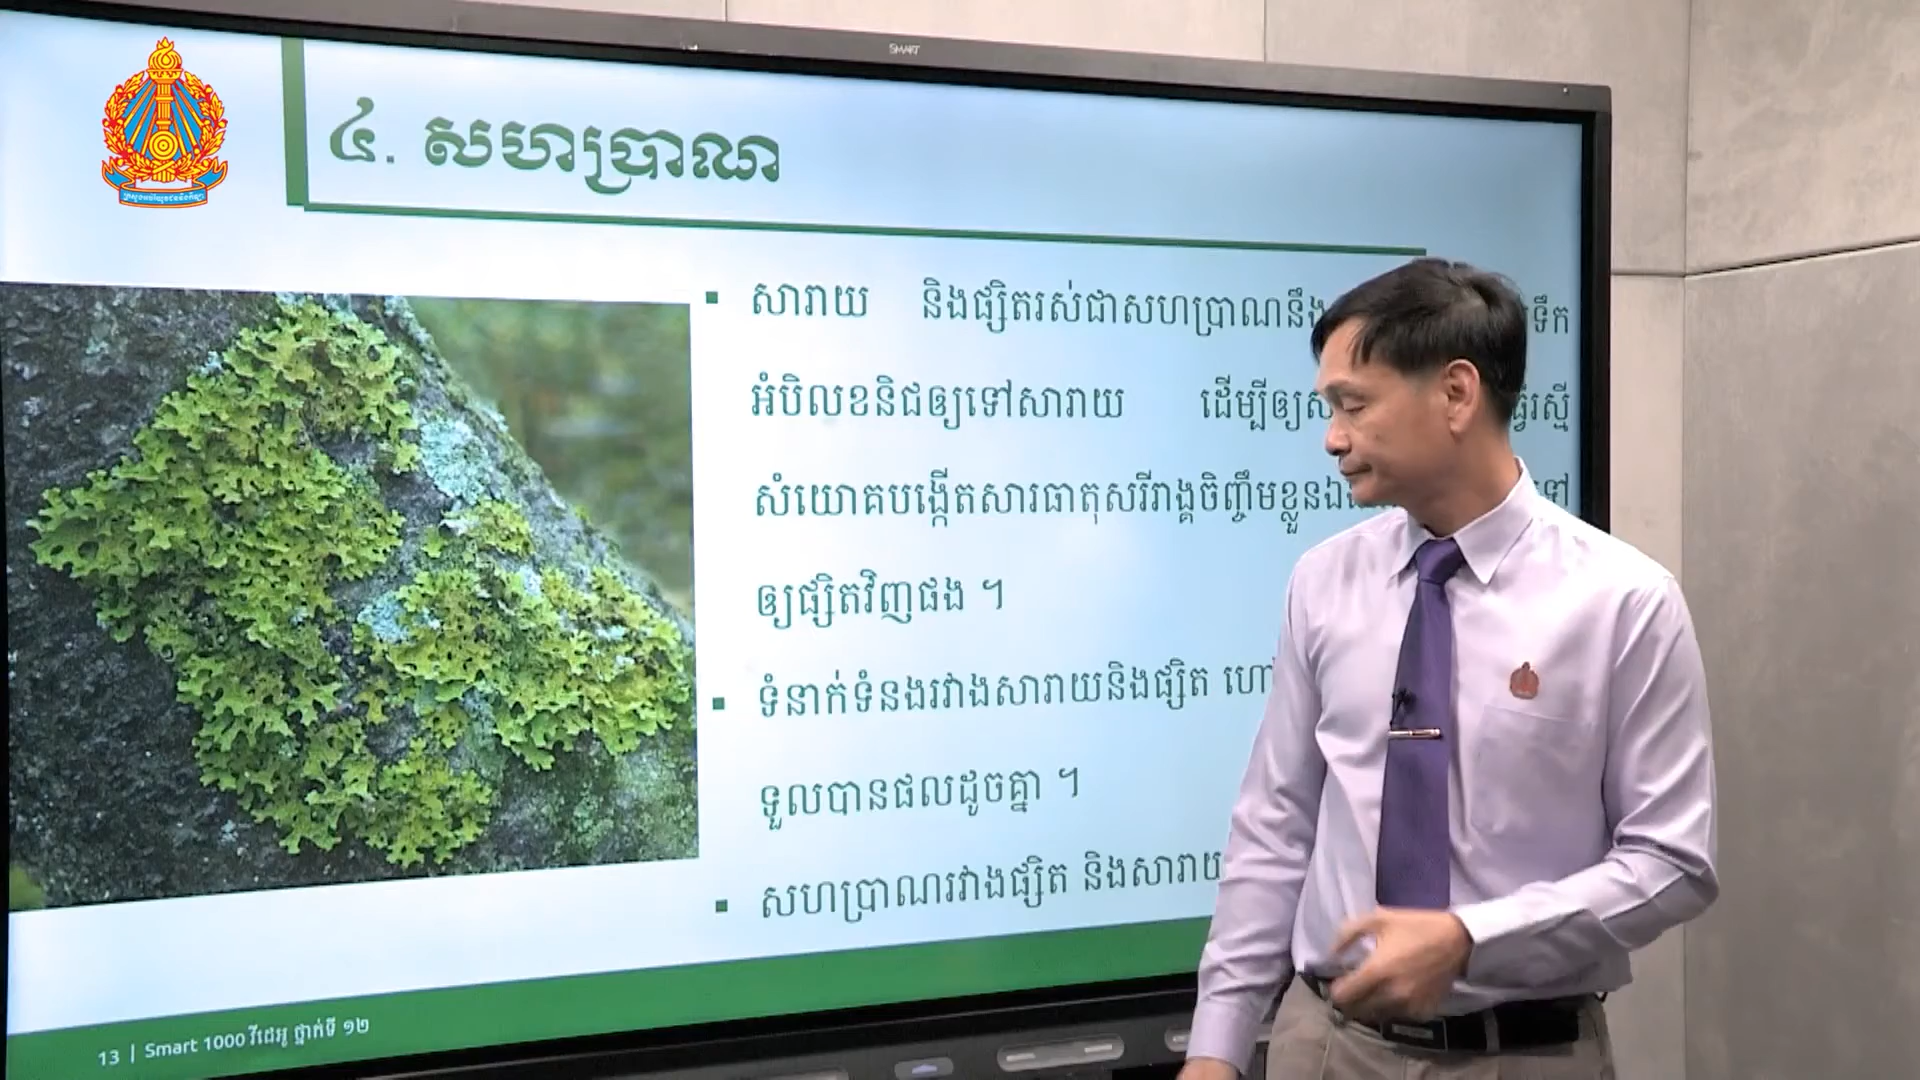 SMART
៤. សហប្រាណ
សារាយ និងផ្សិតរស់ជាសហប្រាណនឹង ទឹក
អំបិលខនិជឲ្យទៅសារាយ ដើម្បីឲ្យ រស្មី
សំយោគបង្កើតសារធាតុសរីរាង្គចិញ្ចឹមខ្លួនឯង
ឲ្យផ្សិតវិញផង ។
ទំនាក់ទំនងរវាងសារាយនិងផ្សិត ហៅ
ទួលបានផលដូចគ្នា ។
សហប្រាណរវាងផ្សិត និងសារាយ
13 | Smart 1000 វីដេអូ ថ្នាក់ទី ១២